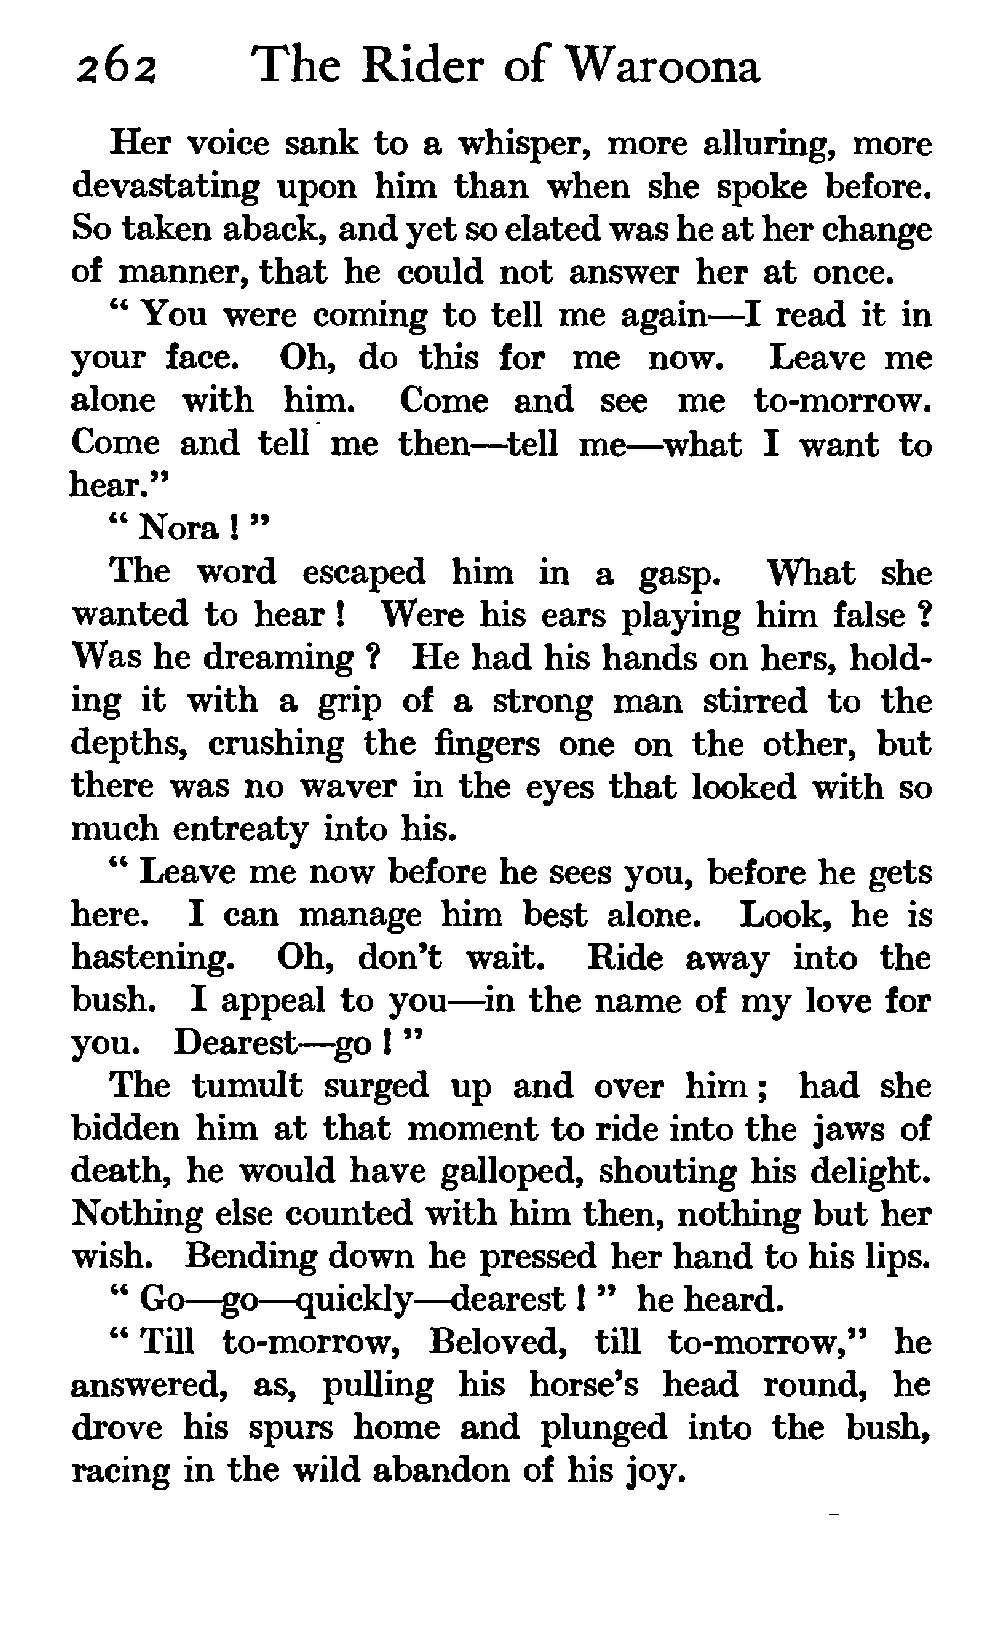 262 The Rider of Waroona
Her voice sank to a whisper, more alluring, more
devastating upon him than when she spoke before.
So taken aback, and yet so elated was he at her change
of manner, that he could not answer her at once.
“ You were coming to tell me again—I read it in
your face. Oh, do this for me now. Leave me
alone with him. Come and see me to-morrow.
Come and tell me then—tell me—what I want to
hear.”
“ Nora ! ”
The word escaped him in a gasp. What she
wanted to hear ! Were his ears playing him false ?
Was he dreaming ? He had his hands on hers, hold-
ing it with a grip of a strong man stirred to the
depths, crushing the fingers one on the other, but
there was no waver in the eyes that looked with so
much entreaty into his.
“ Leave me now before he sees you, before he gets
here. I can manage him best alone. Look, he is
hastening. Oh, don’t wait. Ride away into the
bush. I appeal to you—in the name of my love for
you. Dearest—go ! ”
The tumult surged up and over him ; had she
bidden him at that moment to ride into the jaws of
death, he would have galloped, shouting his delight.
Nothing else counted with him then, nothing but her
wish. Bending down he pressed her hand to his lips.
“ Go—go—quickly—dearest ! ” he heard.
“ Till to-morrow, Beloved, till to-morrow,” he
answered, as, pulling his horse’s head round, he
drove his spurs home and plunged into the bush,
racing in the wild abandon of his joy.